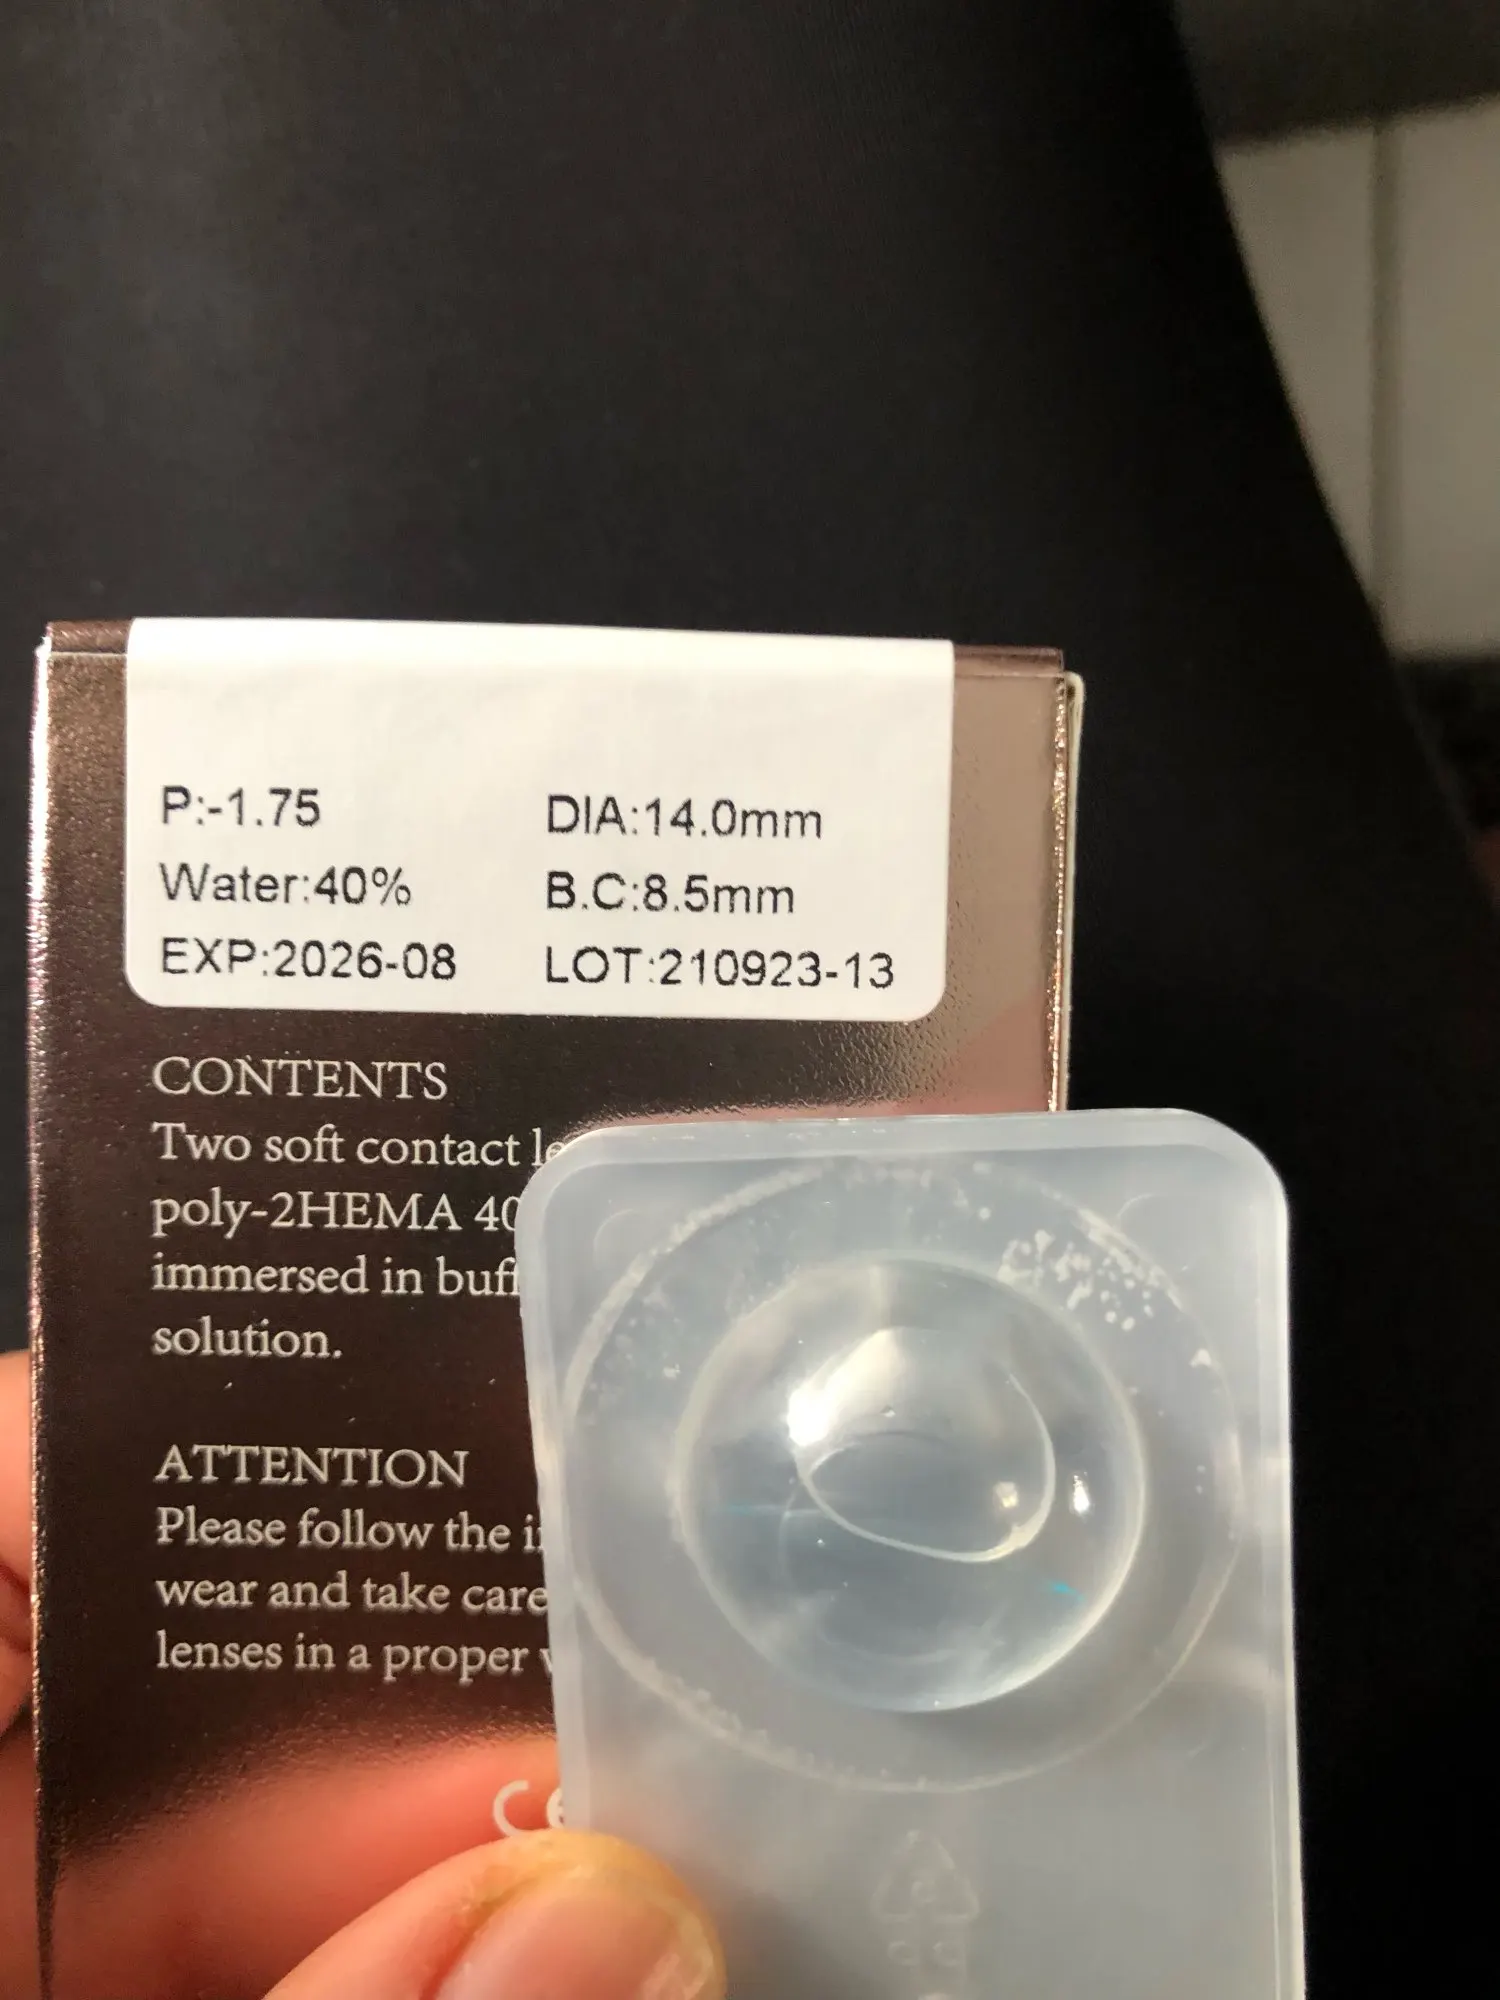 P:-1.75 DIA:14.0mm
Water:40% B.C:8.5mm
EXP:2026-08 LOT:210923-13
CONTENTS
Two soft contact
poly-2HEMA
immersed in
solution.
ATTENTION
Please follow the
wear and take care
lenses in a proper
CE